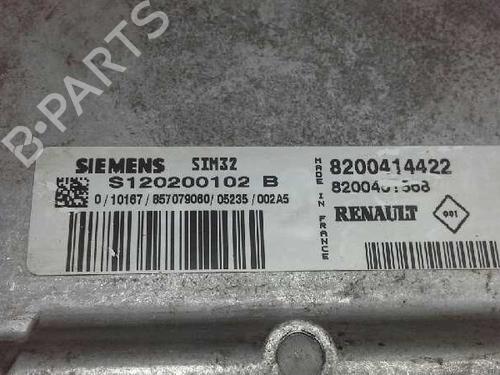 SIEMENS SIM32
S120200102 B
0 / 10167 / 857079060 / 05235 / 002A5
MADE IN FRANCE
8200414422
RENAULT
001
B-PARTS